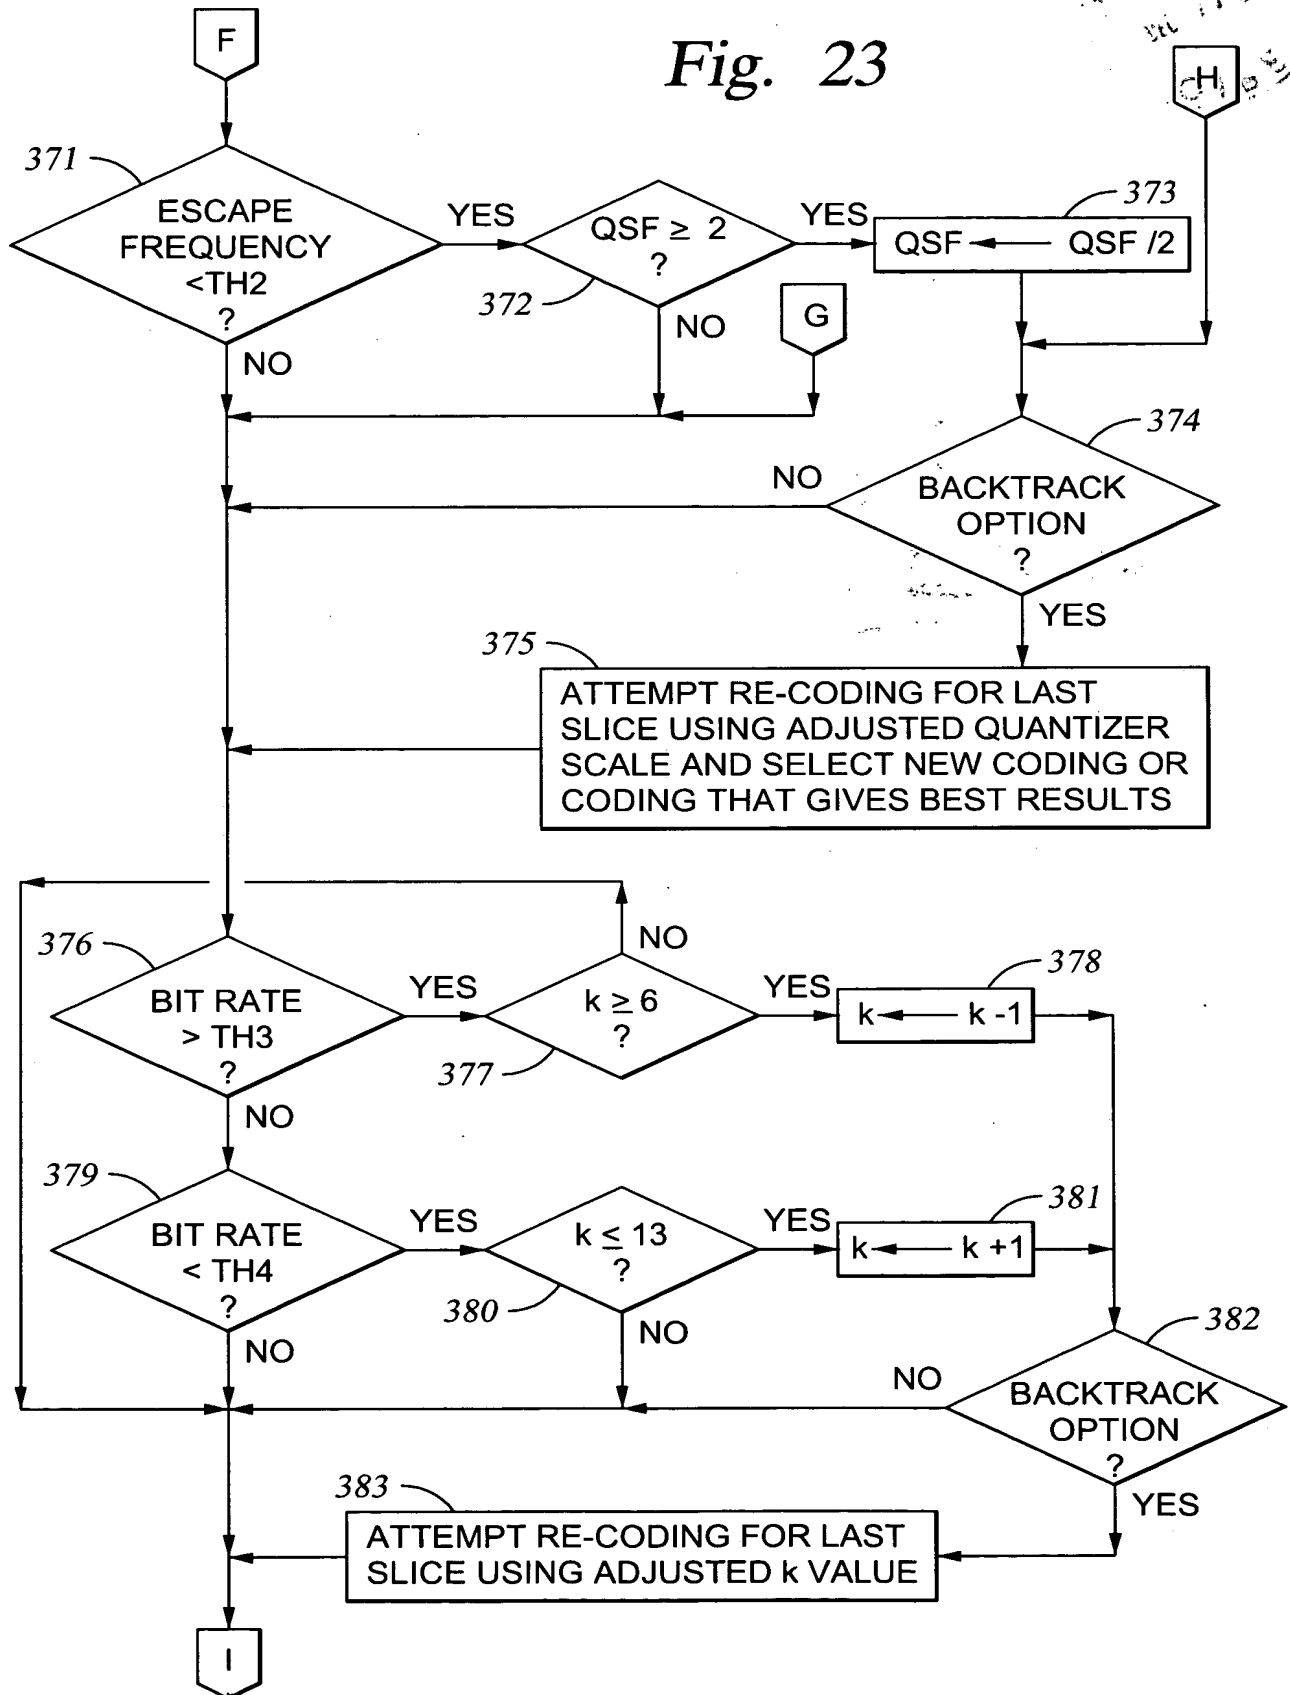 F
Fig. 23
H
371
ESCAPE
FREQUENCY
<TH2
?
YES
NO
372
QSF ≥ 2
?
YES
NO
373
QSF ← QSF /2
G
374
BACKTRACK
OPTION
?
NO
YES
375
ATTEMPT RE-CODING FOR LAST
SLICE USING ADJUSTED QUANTIZER
SCALE AND SELECT NEW CODING OR
CODING THAT GIVES BEST RESULTS
376
BIT RATE
> TH3
?
YES
NO
377
k ≥ 6
?
NO
YES
378
k ← k -1
379
BIT RATE
< TH4
?
YES
NO
380
k ≤ 13
?
YES
NO
381
k ← k +1
382
BACKTRACK
OPTION
?
NO
YES
383
ATTEMPT RE-CODING FOR LAST
SLICE USING ADJUSTED k VALUE
I